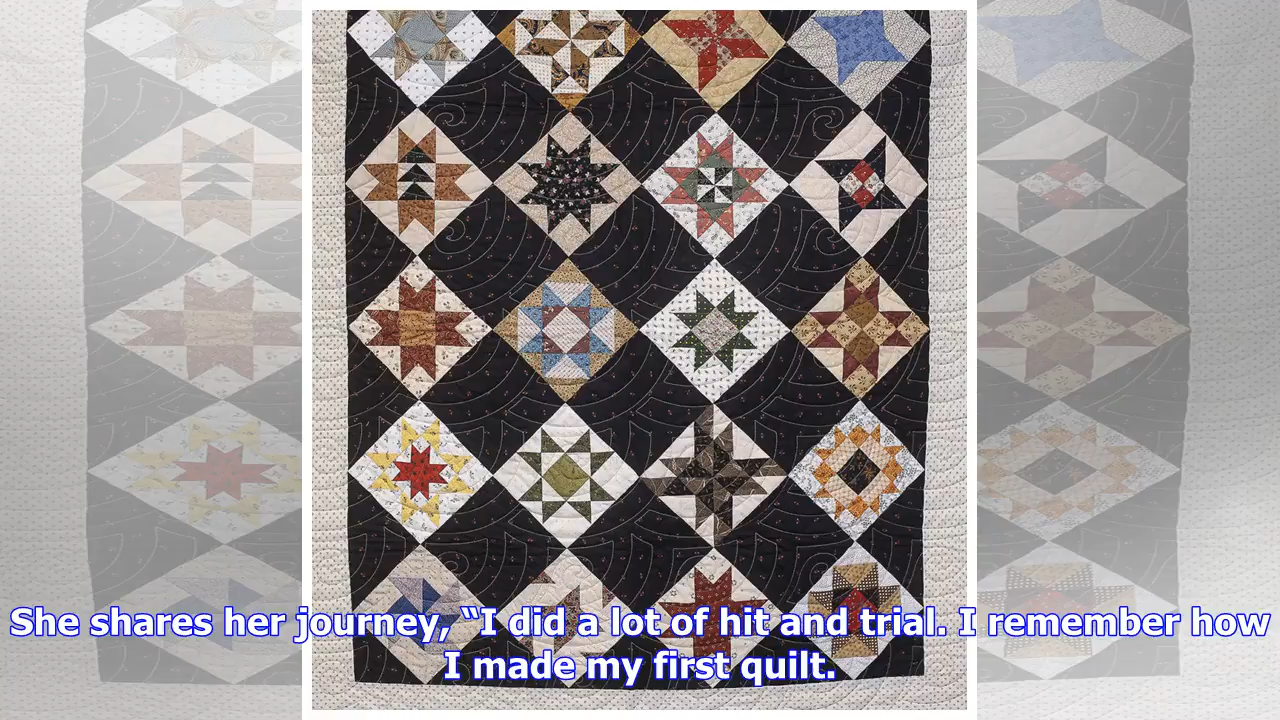 She shares her journey, “I did a lot of hit and trial. I remember how
I made my first quilt.